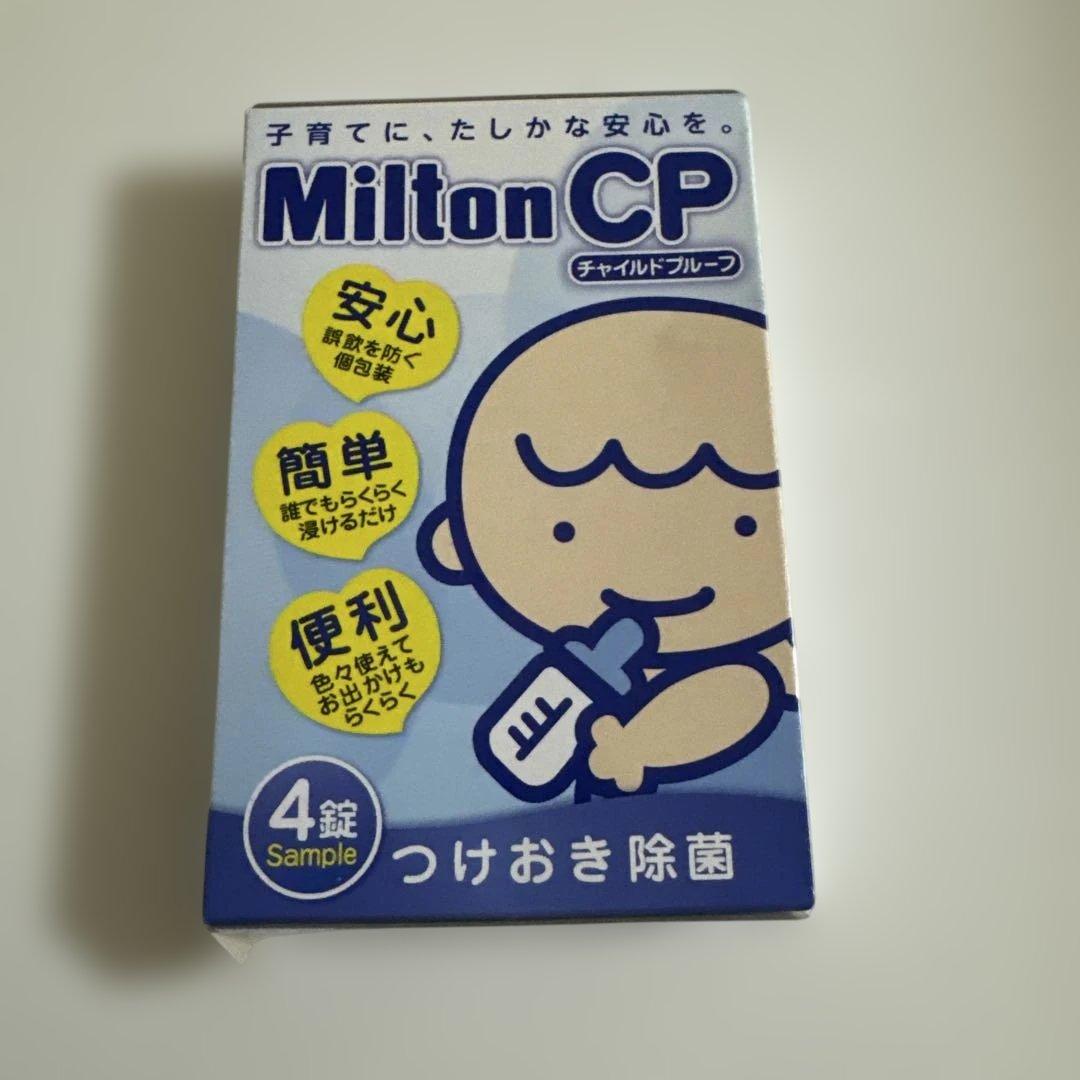 子育てに、たしかな安心を。
Milton CP
チャイルドプルーフ
安心
誤飲を防ぐ
個包装
簡単
誰でもらくらく
浸けるだけ
便利
色々使えて
お出かけも
らくらく
4錠
Sample
つけおき除菌